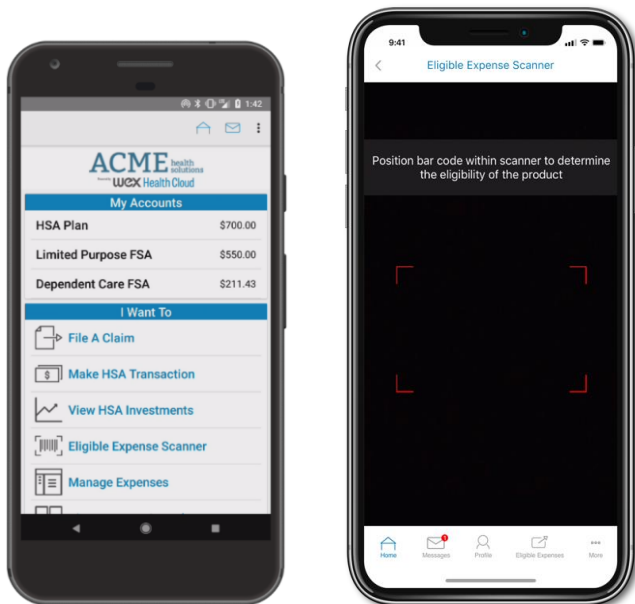 1:42
ACME health solutions
wex Health Cloud
My Accounts
HSA Plan $700.00
Limited Purpose FSA $550.00
Dependent Care FSA $211.43
I Want To
File A Claim
$ Make HSA Transaction
View HSA Investments
Eligible Expense Scanner
Manage Expenses
9:41
Eligible Expense Scanner
Position bar code within scanner to determine
the eligibility of the product
Home Messages Profile Eligible Expenses More